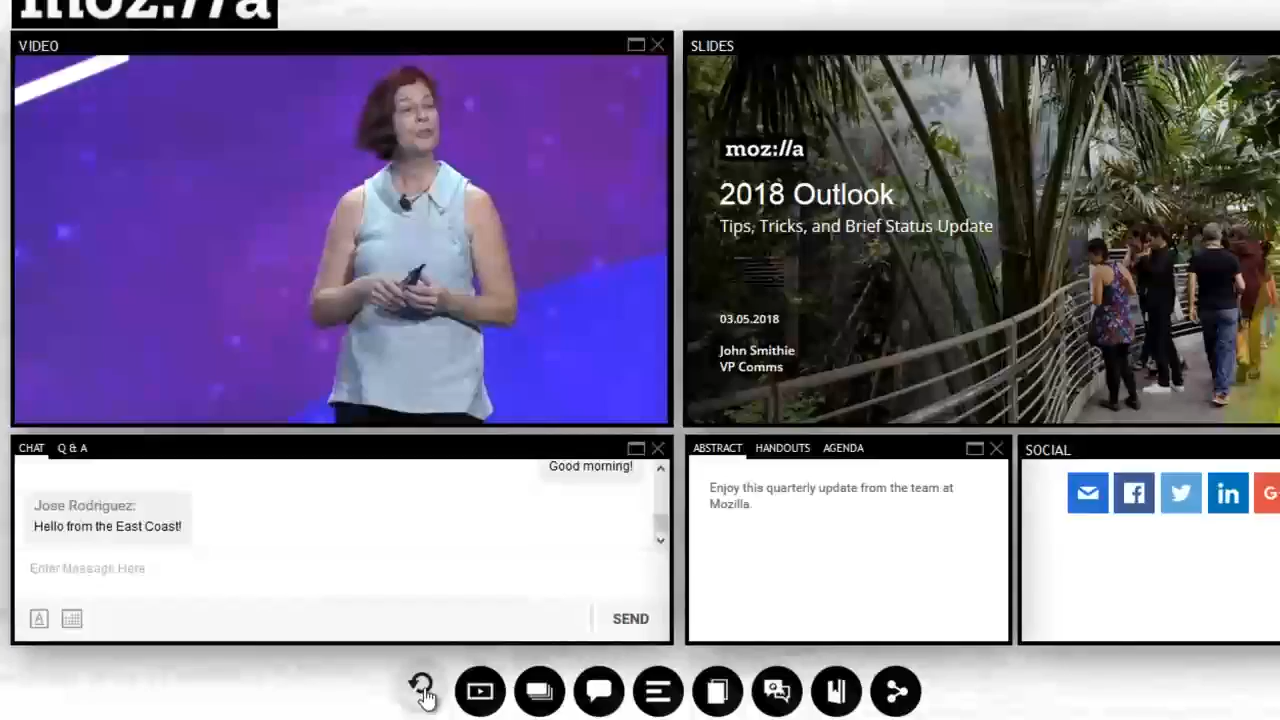 moz://a
VIDEO
SLIDES
moz://a
2018 Outlook
Tips, Tricks, and Brief Status Update
03.05.2018
John Smithie
VP Comms
CHAT Q & A
Good morning!
Jose Rodriguez:
Hello from the East Coast!
Enter Message Here
A
SEND
ABSTRACT HANDOUTS AGENDA
Enjoy this quarterly update from the team at
Mozilla.
SOCIAL
f
in
G